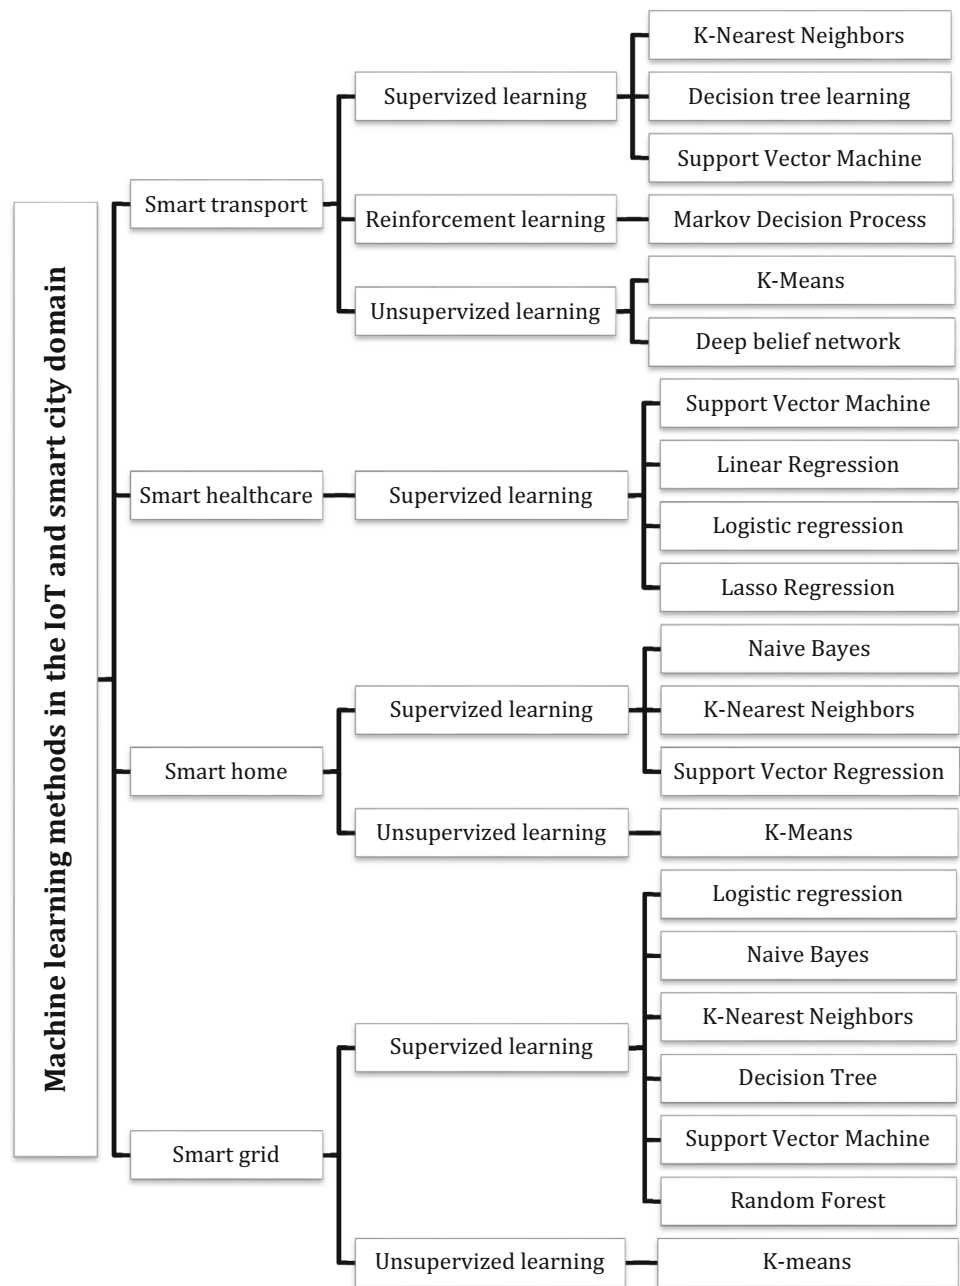 Machine learning methods in the IoT and smart city domain
Smart transport
Supervized learning
K-Nearest Neighbors
Decision tree learning
Support Vector Machine
Reinforcement learning
Markov Decision Process
Unsupervized learning
K-Means
Deep belief network
Smart healthcare
Supervized learning
Support Vector Machine
Linear Regression
Logistic regression
Lasso Regression
Smart home
Supervized learning
Naive Bayes
K-Nearest Neighbors
Support Vector Regression
Unsupervized learning
K-Means
Smart grid
Supervized learning
Logistic regression
Naive Bayes
K-Nearest Neighbors
Decision Tree
Support Vector Machine
Random Forest
Unsupervized learning
K-means